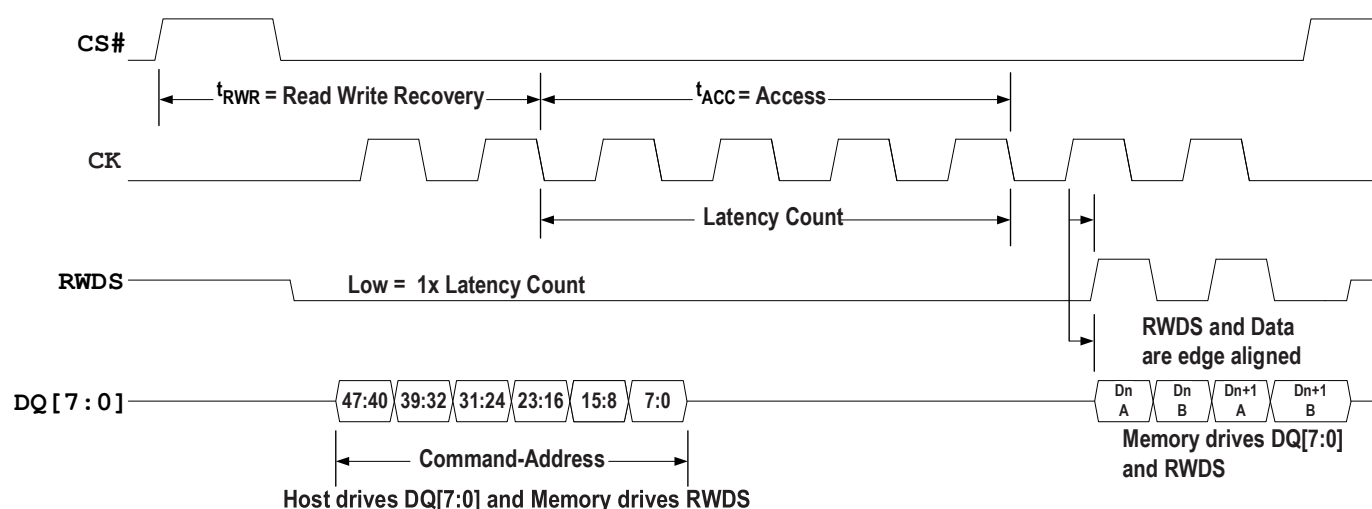 CS#
tRWR = Read Write Recovery
tACC = Access
CK
Latency Count
RWDS
Low = 1x Latency Count
RWDS and Data
are edge aligned
DQ[7:0]
47:40 39:32 31:24 23:16 15:8 7:0
Dn A
Dn B
Dn+1 A
Dn+1 B
Command-Address
Memory drives DQ[7:0]
and RWDS
Host drives DQ[7:0] and Memory drives RWDS